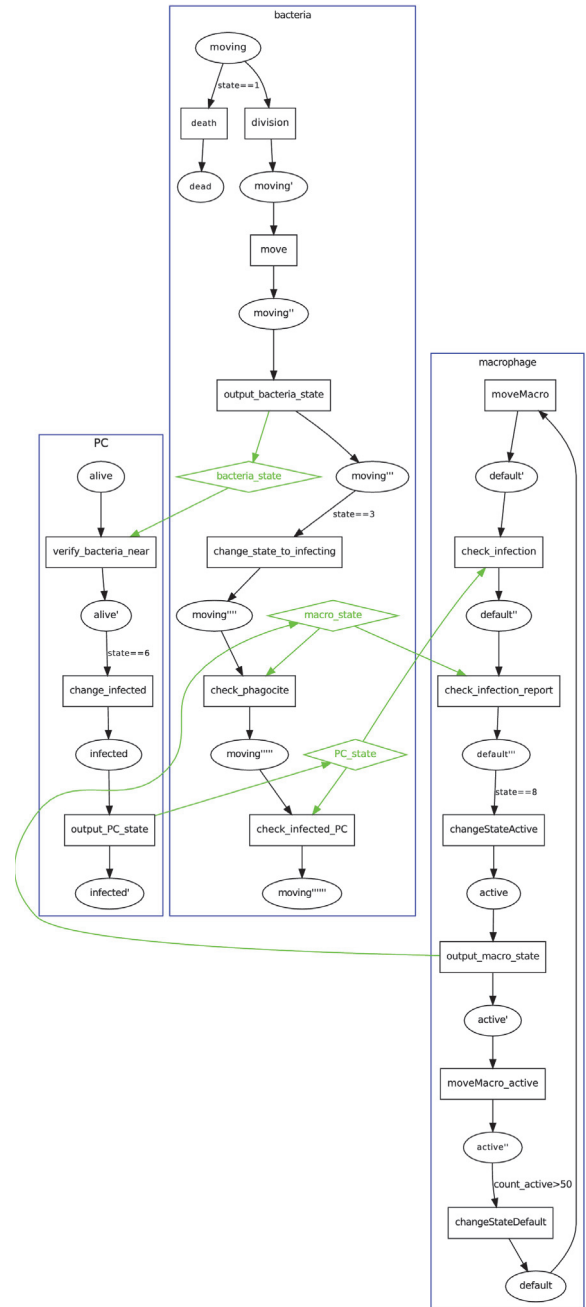 bacteria
moving
state==1
death
division
dead
moving'
move
moving''
output_bacteria_state
bacteria_state
moving'''
state==3
change_state_to_infecting
moving''''
macro_state
check_phagocite
moving'''''
PC_state
check_infected_PC
moving''''''
PC
alive
verify_bacteria_near
alive'
state==6
change_infected
infected
output_PC_state
infected'
macrophage
moveMacro
default'
check_infection
default''
check_infection_report
default'''
state==8
changeStateActive
active
output_macro_state
active'
moveMacro_active
active''
count_active>50
changeStateDefault
default